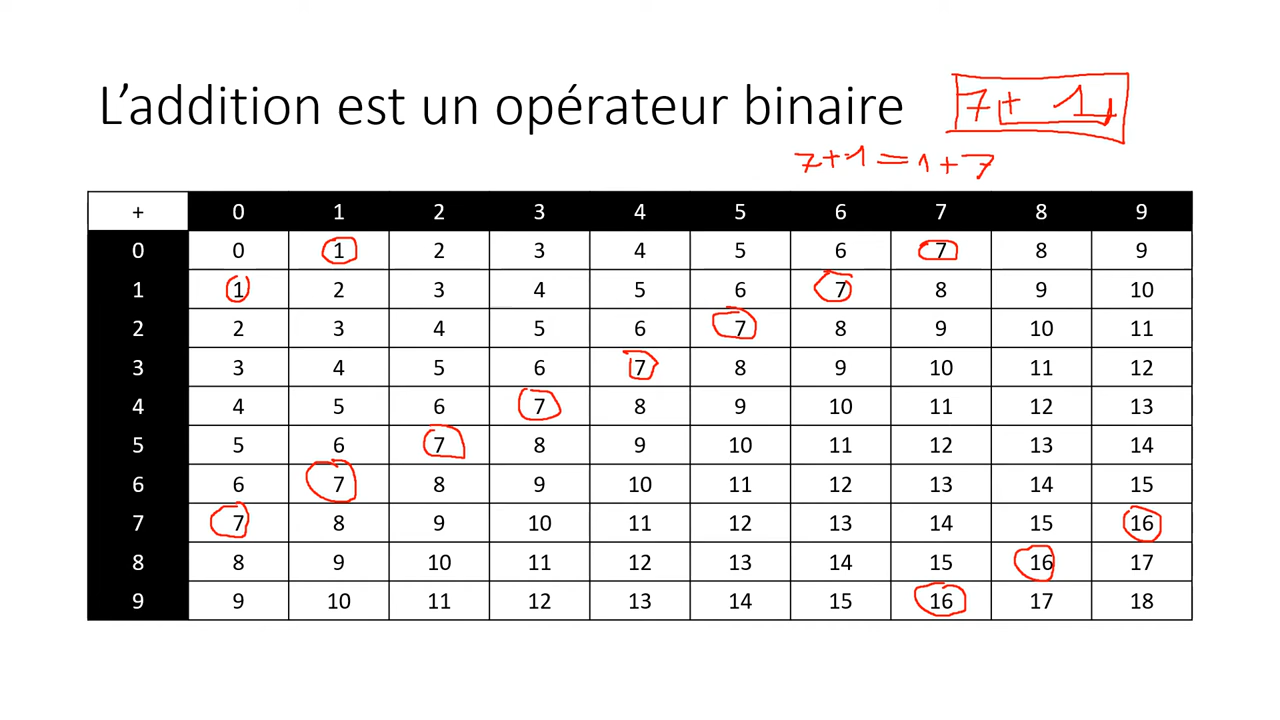 L’addition est un opérateur binaire 7+ 1
7+1 = 1+7
+ 0 1 2 3 4 5 6 7 8 9
0 0 1 2 3 4 5 6 7 8 9
1 1 2 3 4 5 6 7 8 9 10
2 2 3 4 5 6 7 8 9 10 11
3 3 4 5 6 7 8 9 10 11 12
4 4 5 6 7 8 9 10 11 12 13
5 5 6 7 8 9 10 11 12 13 14
6 6 7 8 9 10 11 12 13 14 15
7 7 8 9 10 11 12 13 14 15 16
8 8 9 10 11 12 13 14 15 16 17
9 9 10 11 12 13 14 15 16 17 18